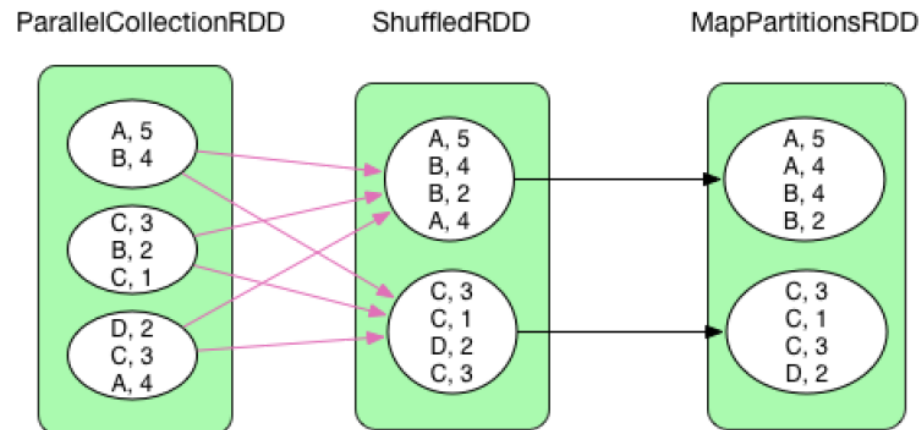 ParallelCollectionRDD
ShuffledRDD
MapPartitionsRDD
A, 5
B, 4
C, 3
B, 2
C, 1
D, 2
C, 3
A, 4
A, 5
B, 4
B, 2
A, 4
C, 3
C, 1
D, 2
C, 3
A, 5
A, 4
B, 4
B, 2
C, 3
C, 1
C, 3
D, 2